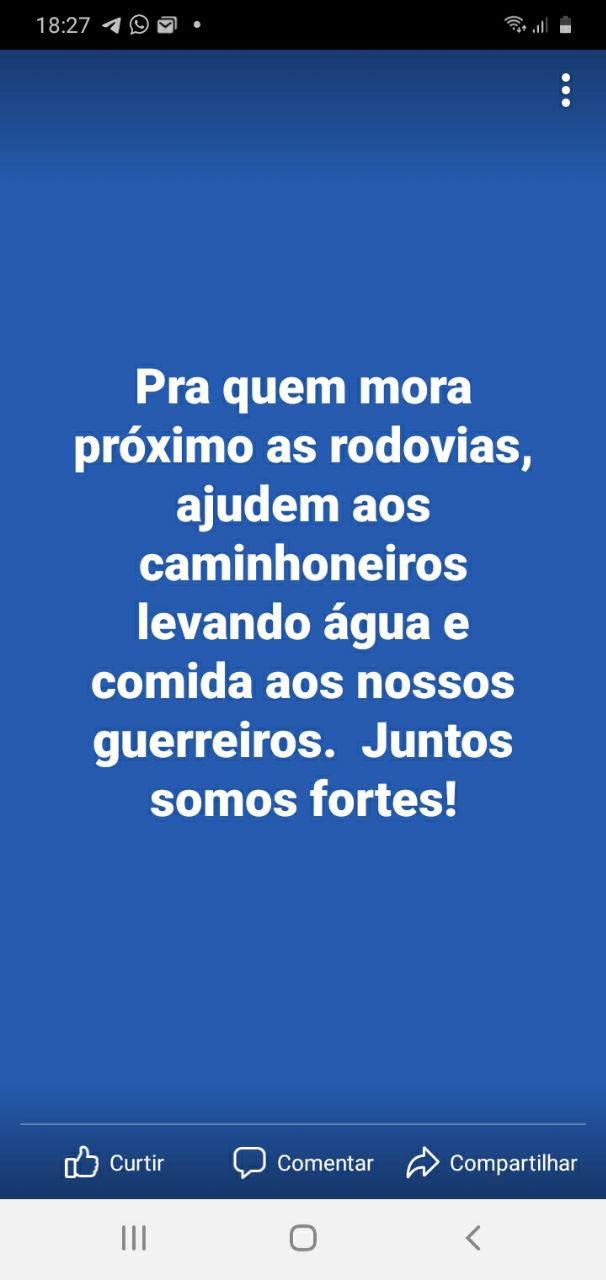 18:27
Pra quem mora
próximo as rodovias,
ajudem aos
caminhoneiros
levando água e
comida aos nossos
guerreiros.  Juntos
somos fortes!
Curtir Comentar Compartilhar